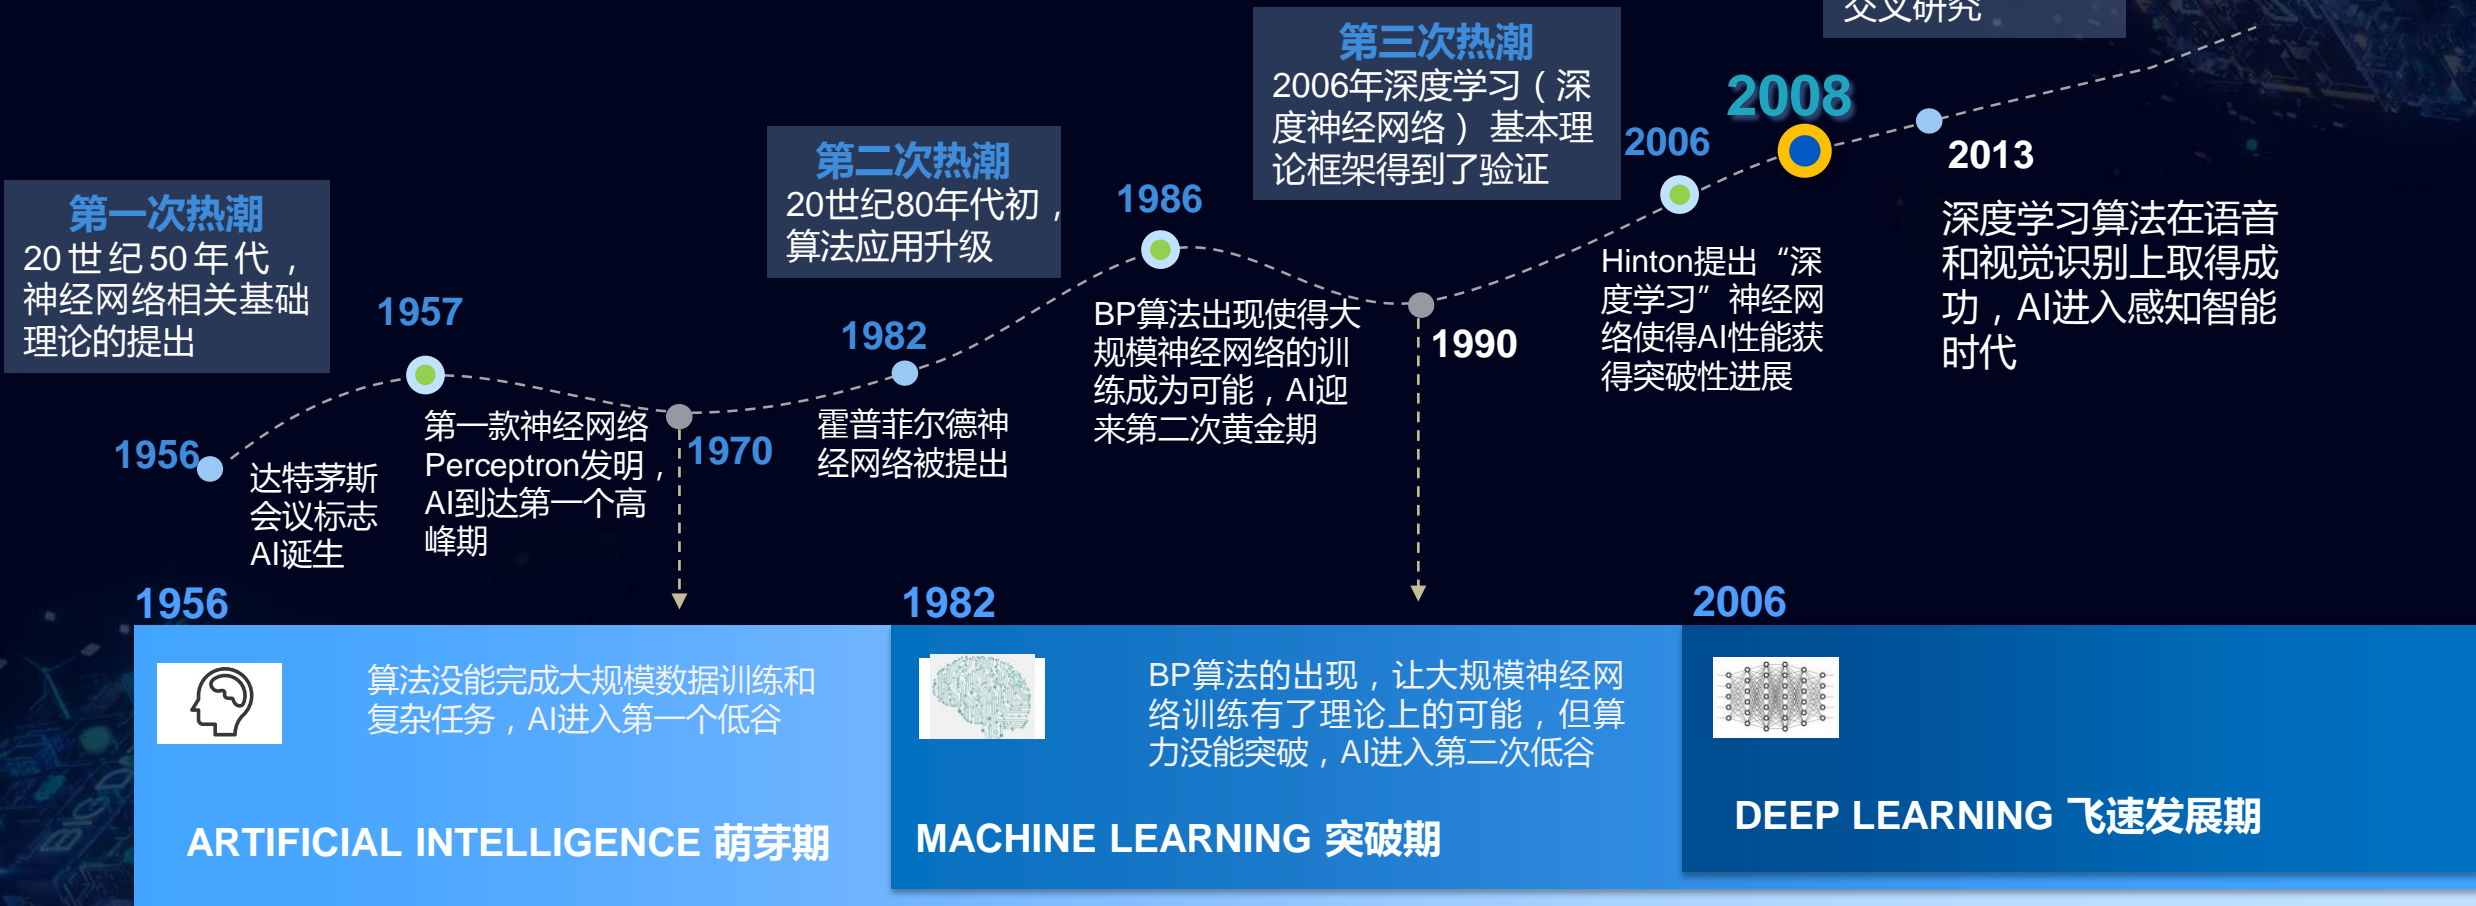 交叉研究
第三次热潮
2006年深度学习（深
度神经网络） 基本理
论框架得到了验证
2008
2006
2013
第二次热潮
20世纪80年代初，
算法应用升级
第一次热潮
20世纪50年代，
神经网络相关基础
理论的提出
1986
1957
1982
1990
1970
1956
深度学习算法在语音
和视觉识别上取得成
功，AI进入感知智能
时代
Hinton提出“深
度学习”神经网
络使得AI性能获
得突破性进展
BP算法出现使得大
规模神经网络的训
练成为可能，AI迎
来第二次黄金期
霍普菲尔德神
经网络被提出
第一款神经网络
Perceptron发明，
AI到达第一个高
峰期
达特茅斯
会议标志
AI诞生
1956
1982
2006
算法没能完成大规模数据训练和
复杂任务，AI进入第一个低谷
BP算法的出现，让大规模神经网
络训练有了理论上的可能，但算
力没能突破，AI进入第二次低谷
ARTIFICIAL INTELLIGENCE 萌芽期
MACHINE LEARNING 突破期
DEEP LEARNING 飞速发展期